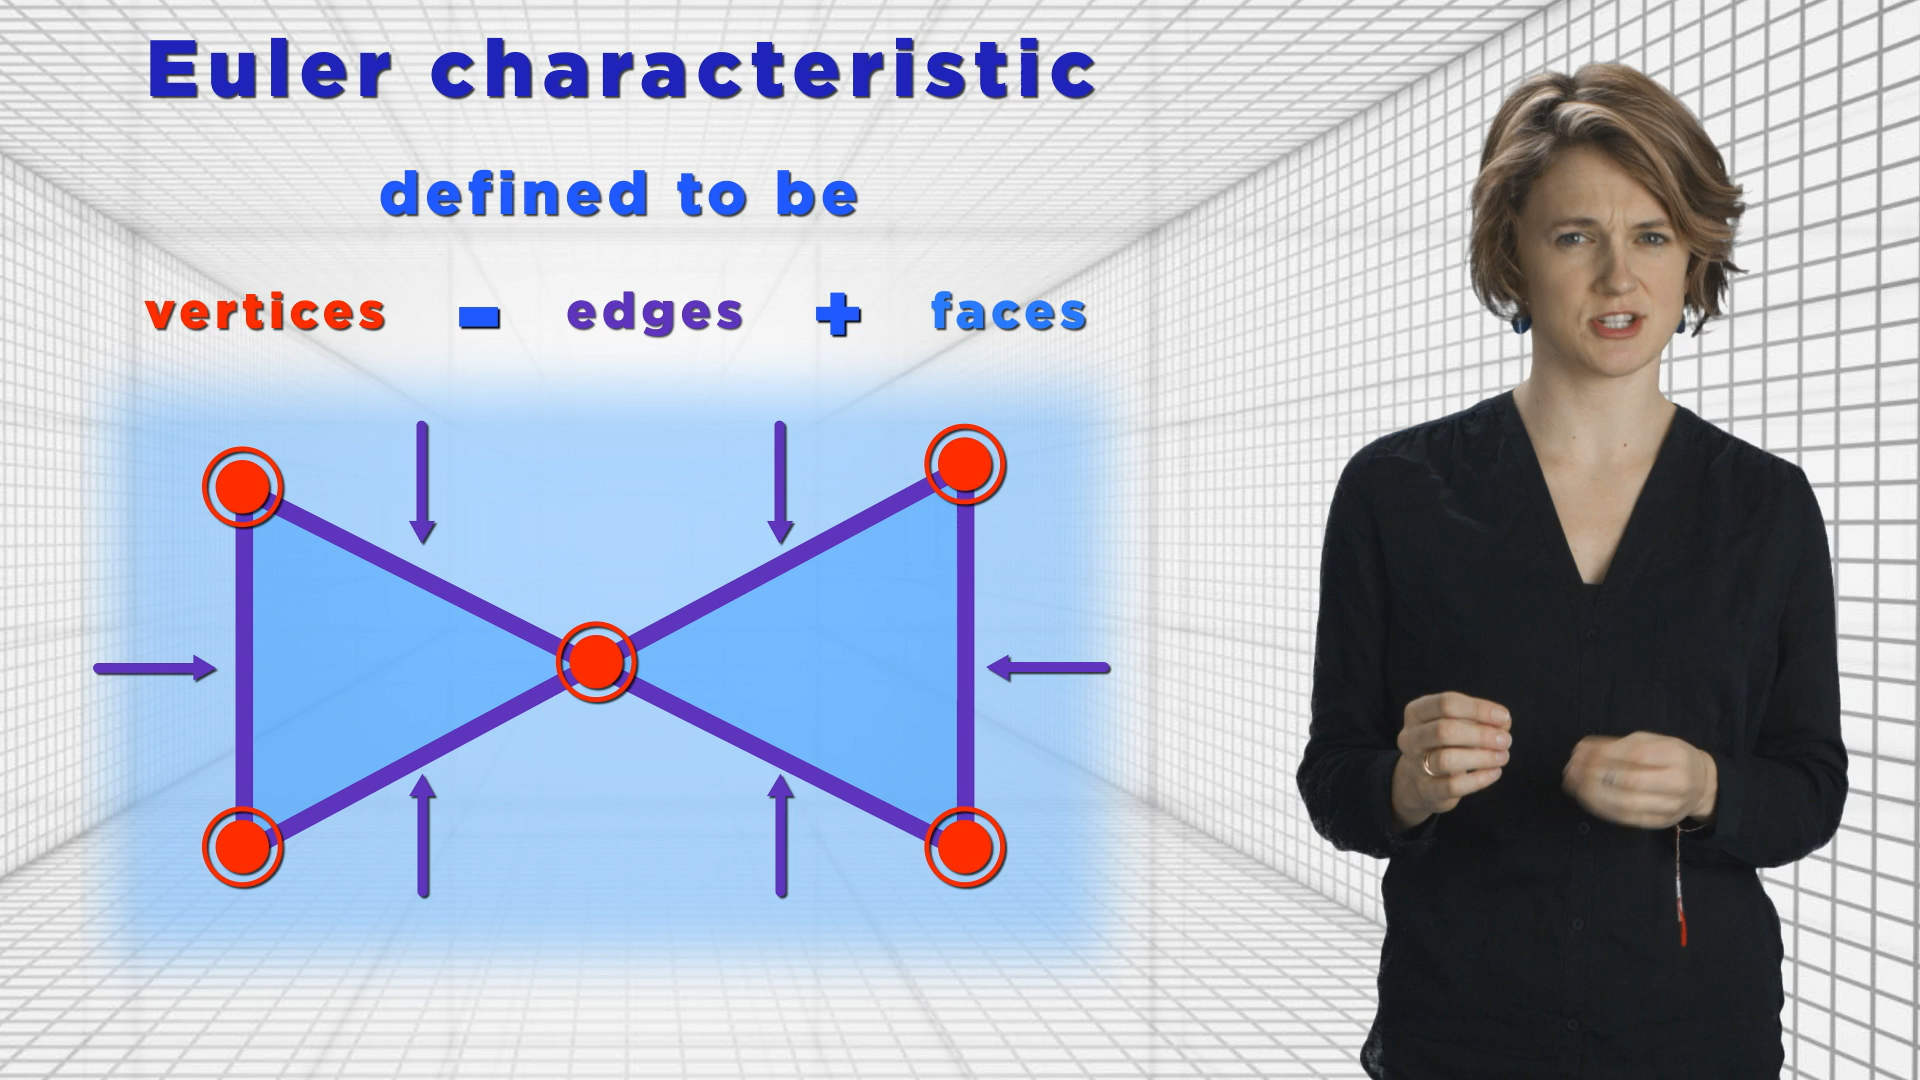 Euler characteristic
defined to be
vertices - edges + faces